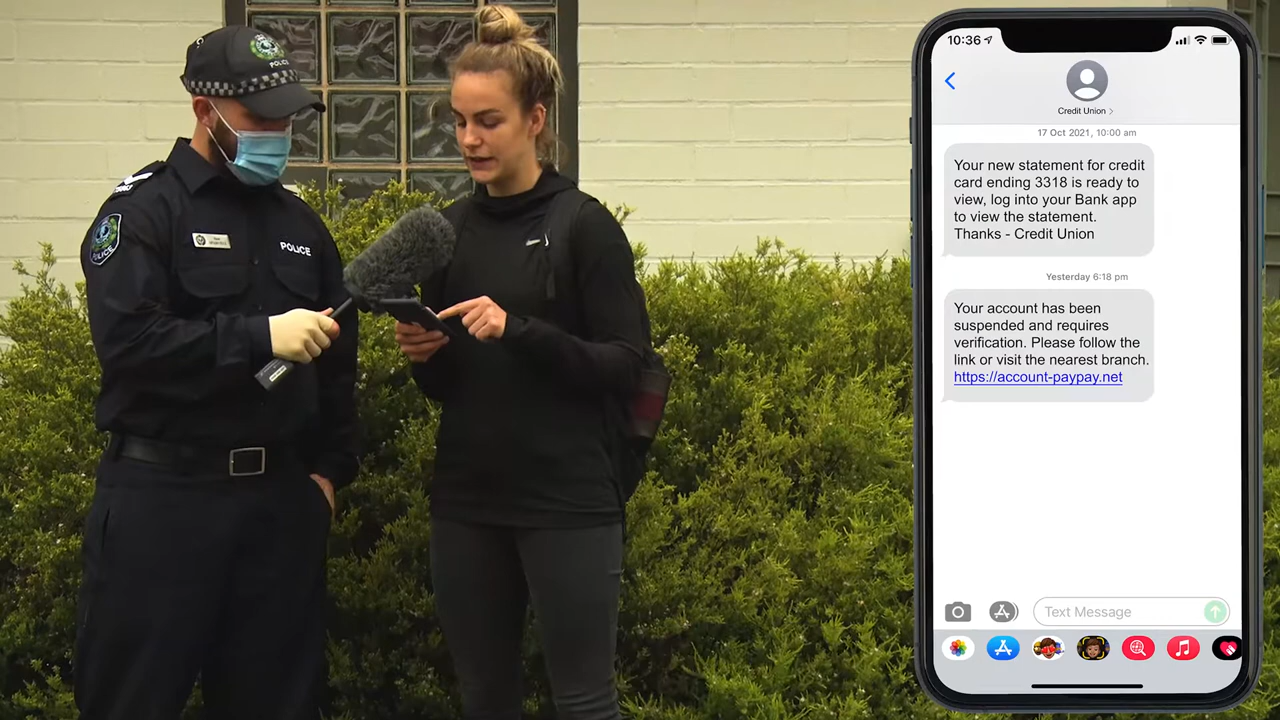 POLICE
POLICE
POLICE
10:36
Credit Union
17 Oct 2021, 10:00 am
Your new statement for credit
card ending 3318 is ready to
view, log into your Bank app
to view the statement.
Thanks - Credit Union
Yesterday 6:18 pm
Your account has been
suspended and requires
verification. Please follow the
link or visit the nearest branch.
https://account-paypay.net
Text Message